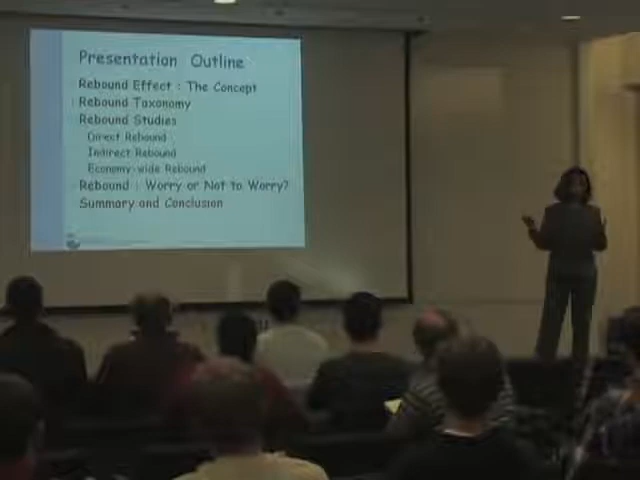 Presentation Outline
Rebound Effect : The Concept
Rebound Taxonomy
Rebound Studies
Direct Rebound
Indirect Rebound
Economy-wide Rebound
Rebound : Worry or Not to Worry?
Summary and Conclusion